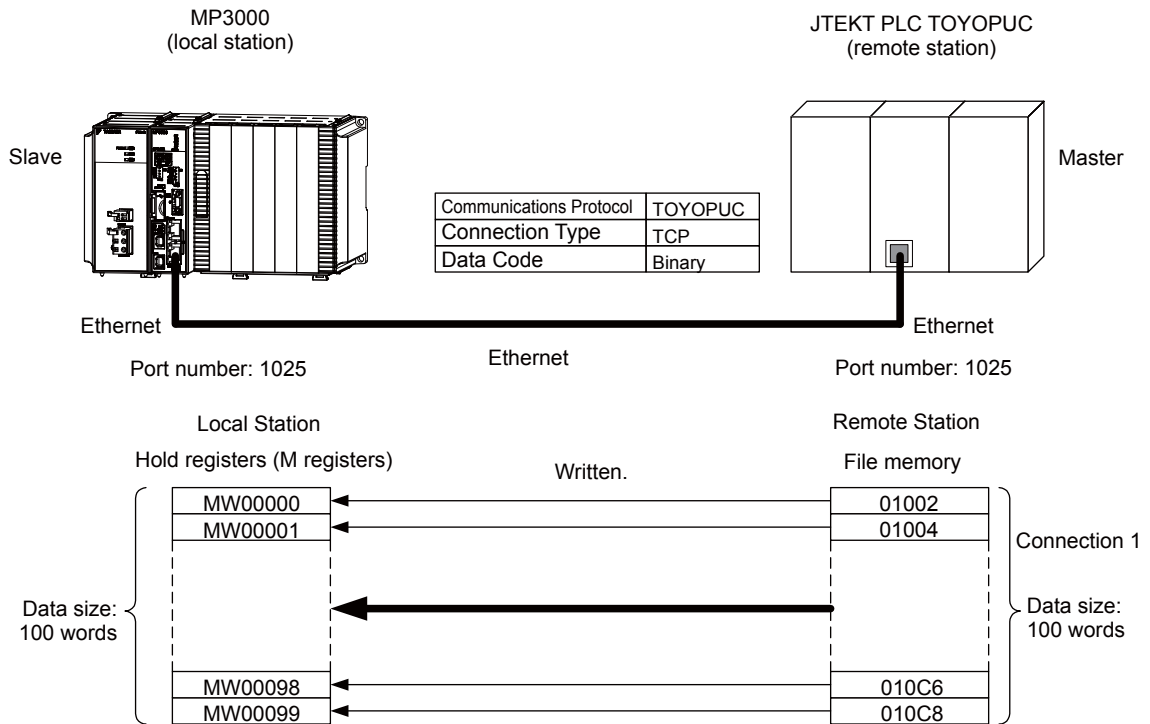 MP3000
(local station)
JTEKT PLC TOYOPUC
(remote station)
Slave
Master
Communications Protocol TOYOPUC
Connection Type TCP
Data Code Binary
Ethernet
Ethernet
Ethernet
Port number: 1025
Port number: 1025
Local Station
Remote Station
Hold registers (M registers)
Written.
File memory
MW00000
01002
MW00001
01004
Connection 1
Data size:
100 words
Data size:
100 words
MW00098
010C6
MW00099
010C8